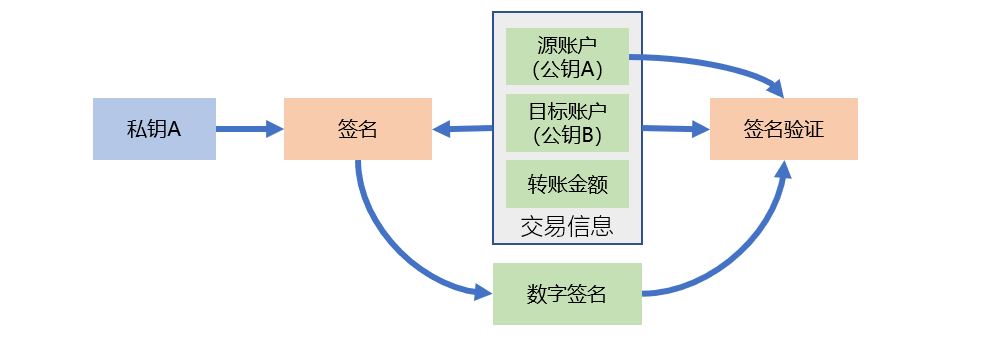 私钥A
签名
源账户
（公钥A）
目标账户
（公钥B）
转账金额
交易信息
签名验证
数字签名